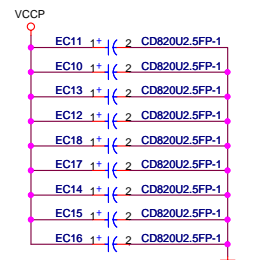 VCCP
EC11 1+ 2 CD820U2.5FP-1
EC10 1+ 2 CD820U2.5FP-1
EC13 1+ 2 CD820U2.5FP-1
EC12 1+ 2 CD820U2.5FP-1
EC18 1+ 2 CD820U2.5FP-1
EC17 1+ 2 CD820U2.5FP-1
EC14 1+ 2 CD820U2.5FP-1
EC15 1+ 2 CD820U2.5FP-1
EC16 1+ 2 CD820U2.5FP-1